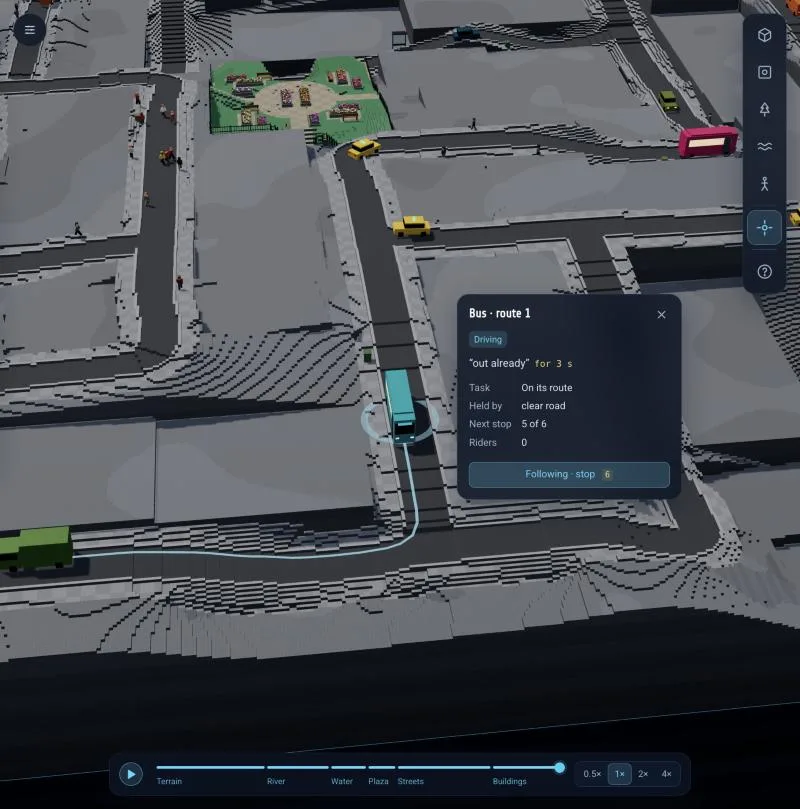 Bus · route 1
Driving
“out already” for 3 s
Task On its route
Held by clear road
Next stop 5 of 6
Riders 0
Following · stop 6
Terrain River Water Plaza Streets Buildings
0.5× 1× 2× 4×